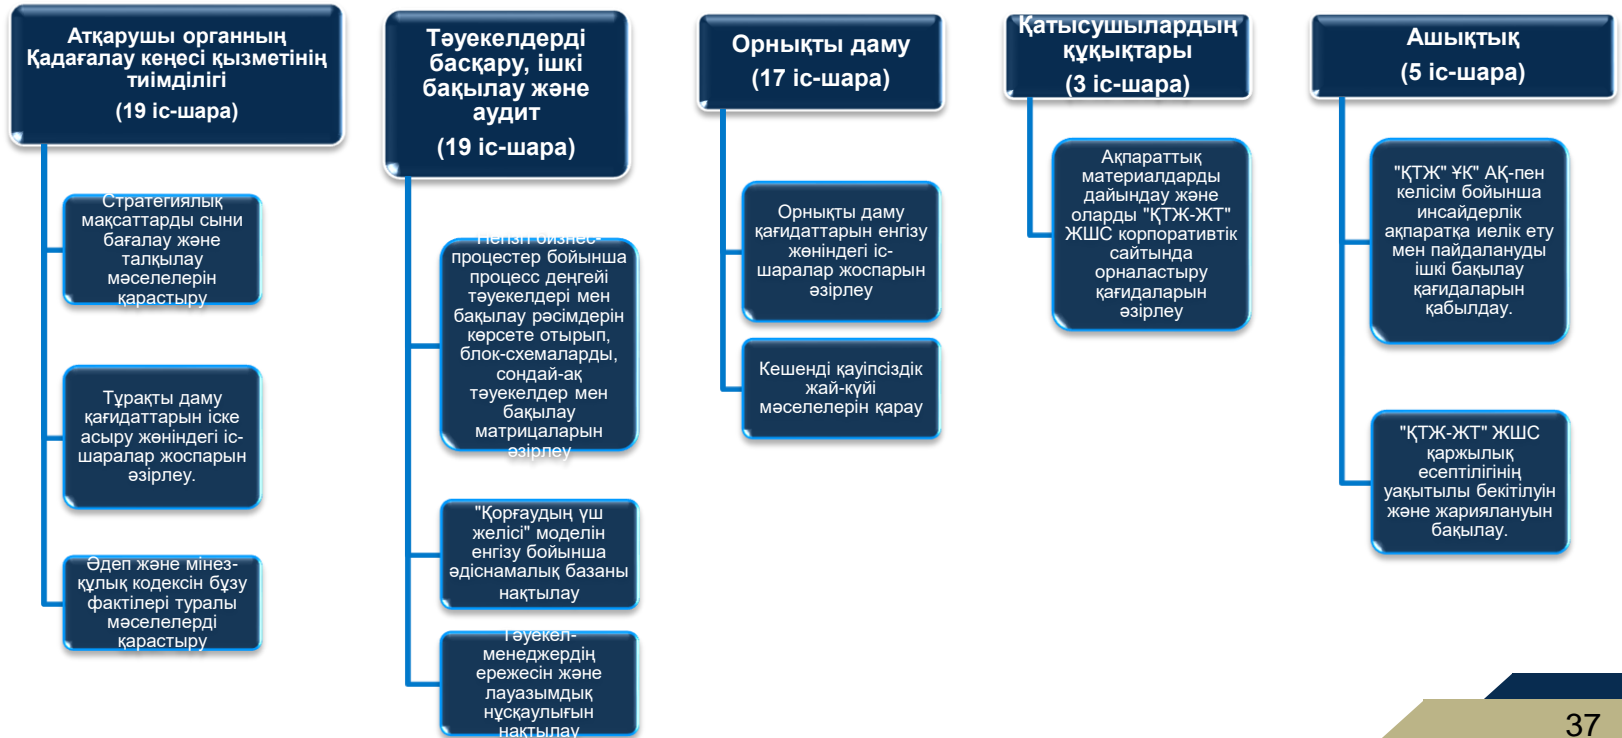 Атқарушы органның
Қадағалау кеңесі қызметінің
тиімділігі
(19 іс-шара)
Стратегиялық
мақсаттарды сыни
бағалау және
талқылау
мәселелерін
қарастыру
Тұрақты даму
қағидаттарын іске
асыру жөніндегі іс-
шаралар жоспарын
әзірлеу.
Әдеп және мінез-
құлық кодексін бұзу
фактілері туралы
мәселелерді
қарастыру
Тәуекелдерді
басқару, ішкі
бақылау және
аудит
(19 іс-шара)
Негізгі бизнес-
процестер бойынша
процесс деңгейі
тәуекелдері мен
бақылау рәсімдерін
көрсете отырып,
блок-схемаларды,
сондай-ақ
тәуекелдер мен
бақылау
матрицаларын
әзірлеу
"Қорғаудың үш
желісі" моделін
енгізу бойынша
әдіснамалық базаны
нақтылау
Тәуекел-
менеджердің
ережесін және
лауазымдық
нұсқаулығын
нақтылау
Орнықты даму
(17 іс-шара)
Орнықты даму
қағидаттарын енгізу
жөніндегі іс-
шаралар жоспарын
әзірлеу
Кешенді қауіпсіздік
жай-күйі
мәселелерін қарау
Қатысушылардың
құқықтары
(3 іс-шара)
Ақпараттық
материалдарды
дайындау және
оларды "ҚТЖ-ЖТ"
ЖШС корпоративтік
сайтында
орналастыру
қағидаларын
әзірлеу
Ашықтық
(5 іс-шара)
"ҚТЖ" ҰК" АҚ-пен
келісім бойынша
инсайдерлік
ақпаратқа иелік ету
мен пайдалануды
ішкі бақылау
қағидаларын
қабылдау.
"ҚТЖ-ЖТ" ЖШС
қаржылық
есептілігінің
уақытылы бекітілуін
және жариялануын
бақылау.
37